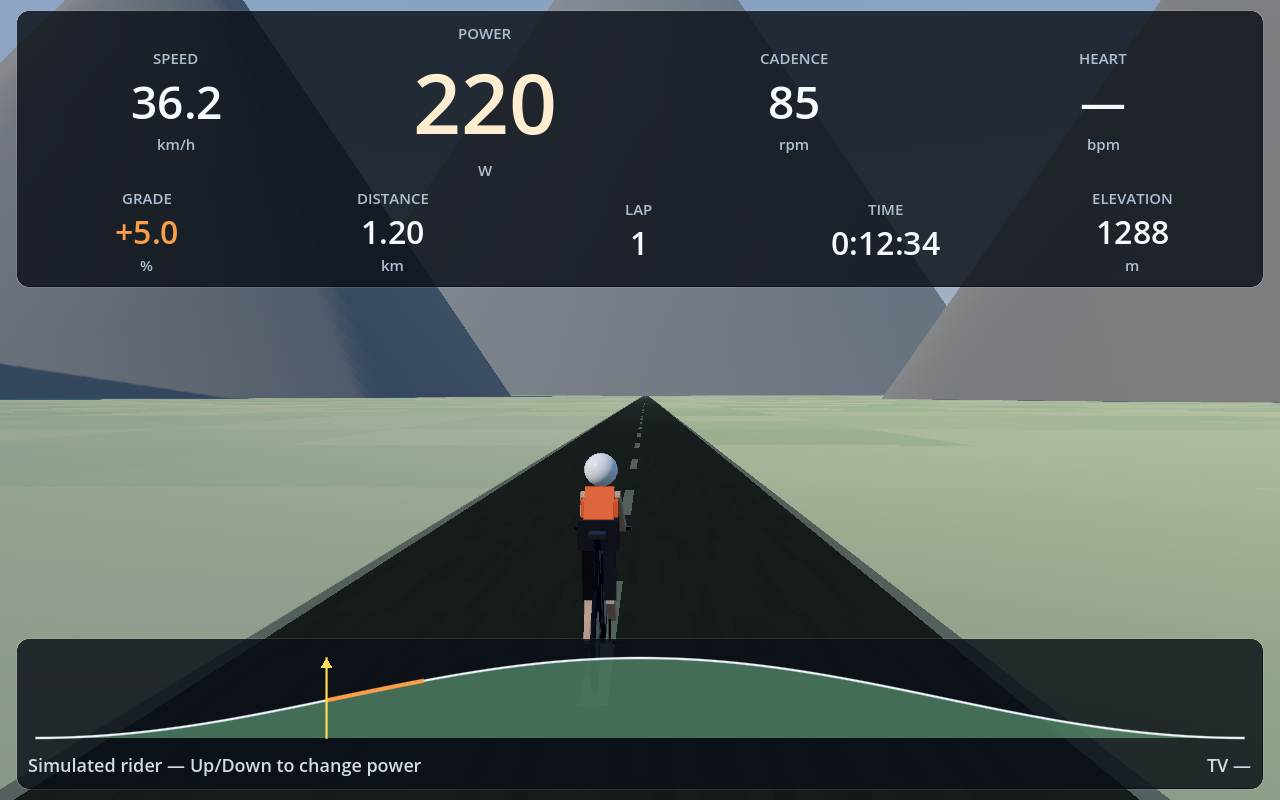 POWER
SPEED
CADENCE
HEART
36.2
220
85
—
km/h
rpm
bpm
W
GRADE
DISTANCE
LAP
TIME
ELEVATION
+5.0
1.20
1
0:12:34
1288
%
km
m
Simulated rider — Up/Down to change power
TV —